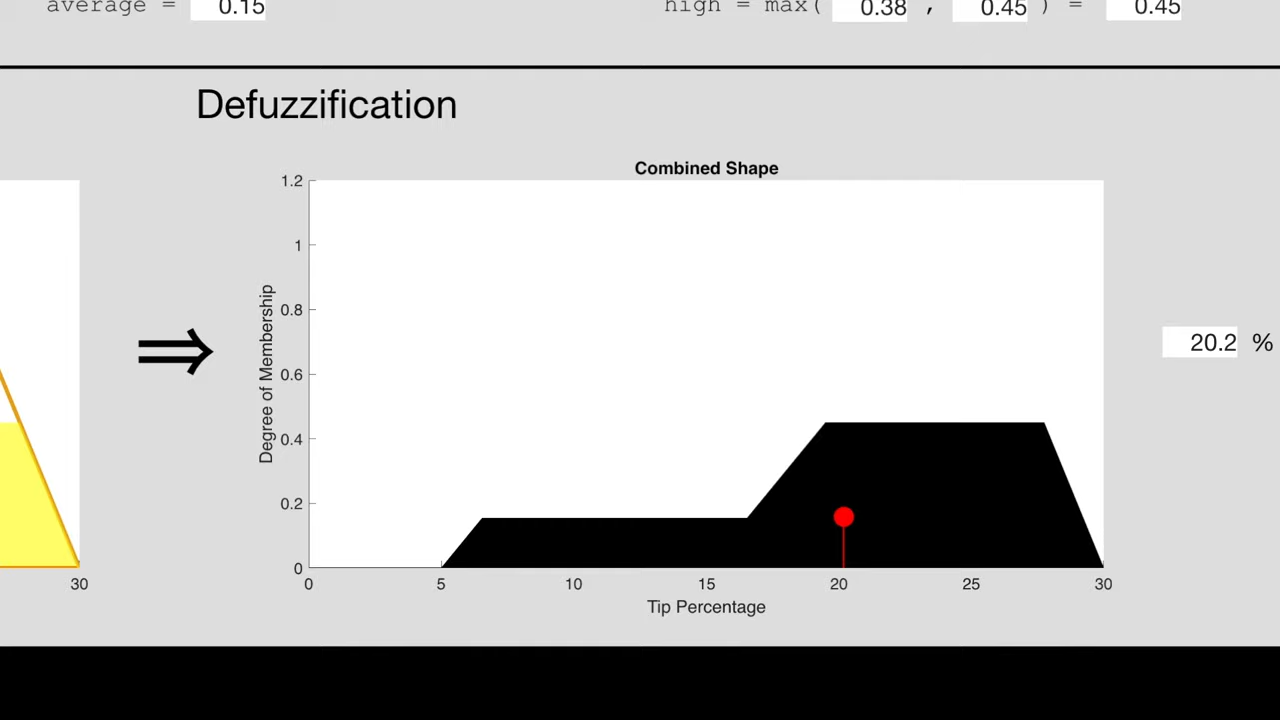 average = 0.15
high = max( 0.38 , 0.45 ) = 0.45
Defuzzification
Combined Shape
1.2
1
0.8
0.6
0.4
0.2
0
Degree of Membership
⇒
20.2 %
30
0 5 10 15 20 25 30
Tip Percentage